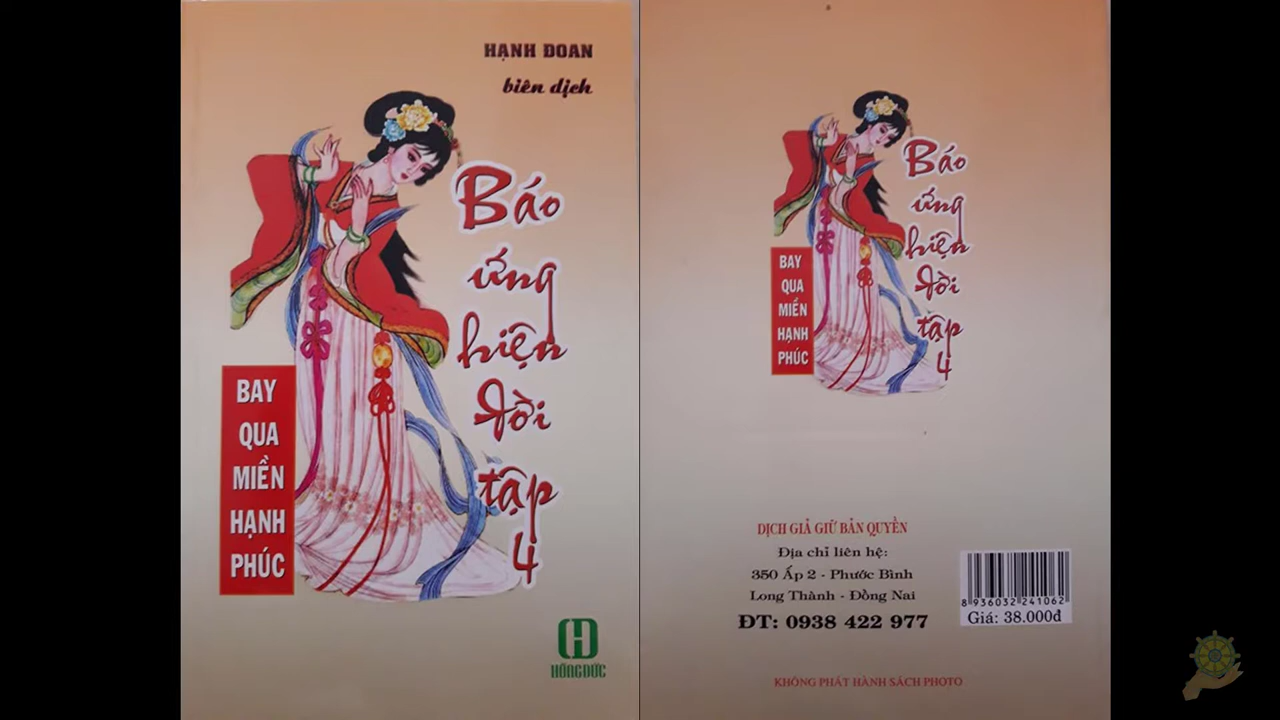 HẠNH ĐOAN
biên dịch
Báo
ứng
hiện
đời
tập
4
BAY
QUA
MIỀN
HẠNH
PHÚC
HỒNG ĐỨC
Báo
ứng
hiện
đời
tập
4
BAY
QUA
MIỀN
HẠNH
PHÚC
DỊCH GIẢ GIỮ BẢN QUYỀN
Địa chỉ liên hệ:
350 Ấp 2 - Phước Bình
Long Thành - Đồng Nai
ĐT: 0938 422 977
8 936032 241062
Giá: 38.000đ
KHÔNG PHÁT HÀNH SÁCH PHOTO